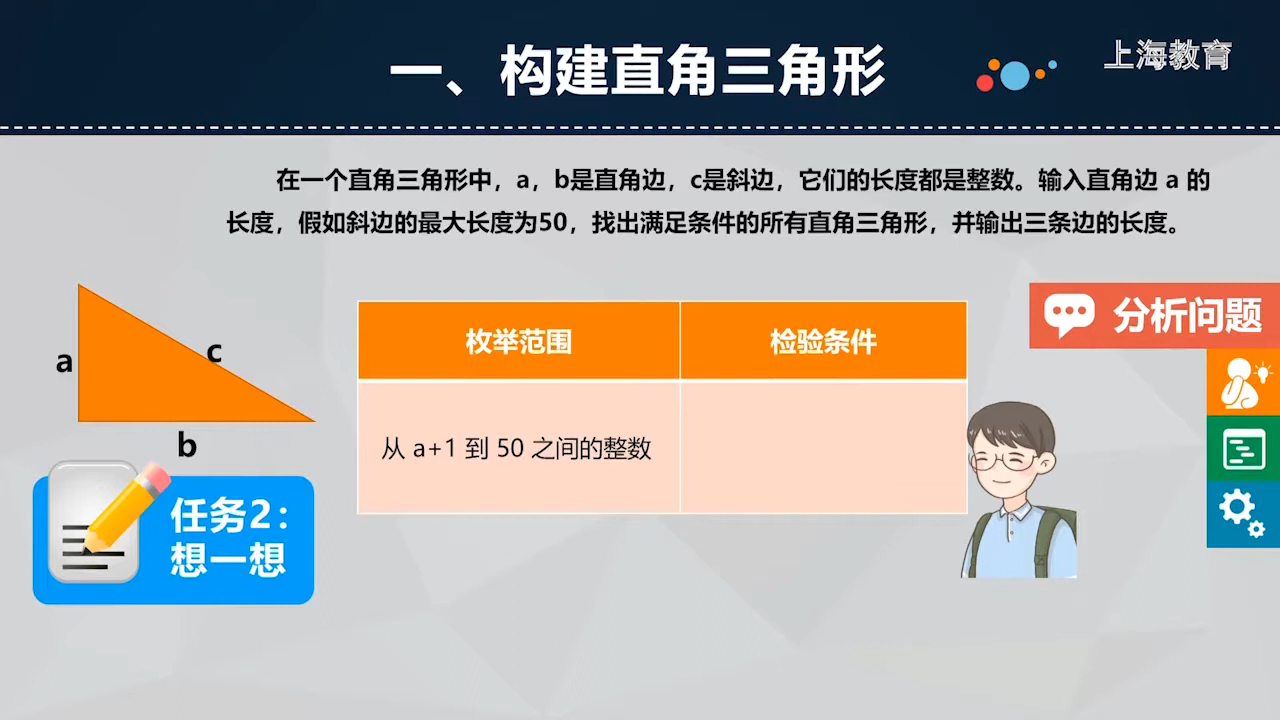 一、构建直角三角形
上海教育
在一个直角三角形中，a，b是直角边，c是斜边，它们的长度都是整数。输入直角边 a 的
长度，假如斜边的最大长度为50，找出满足条件的所有直角三角形，并输出三条边的长度。
a
c
b
枚举范围
检验条件
从 a+1 到 50 之间的整数
分析问题
任务2：
想一想